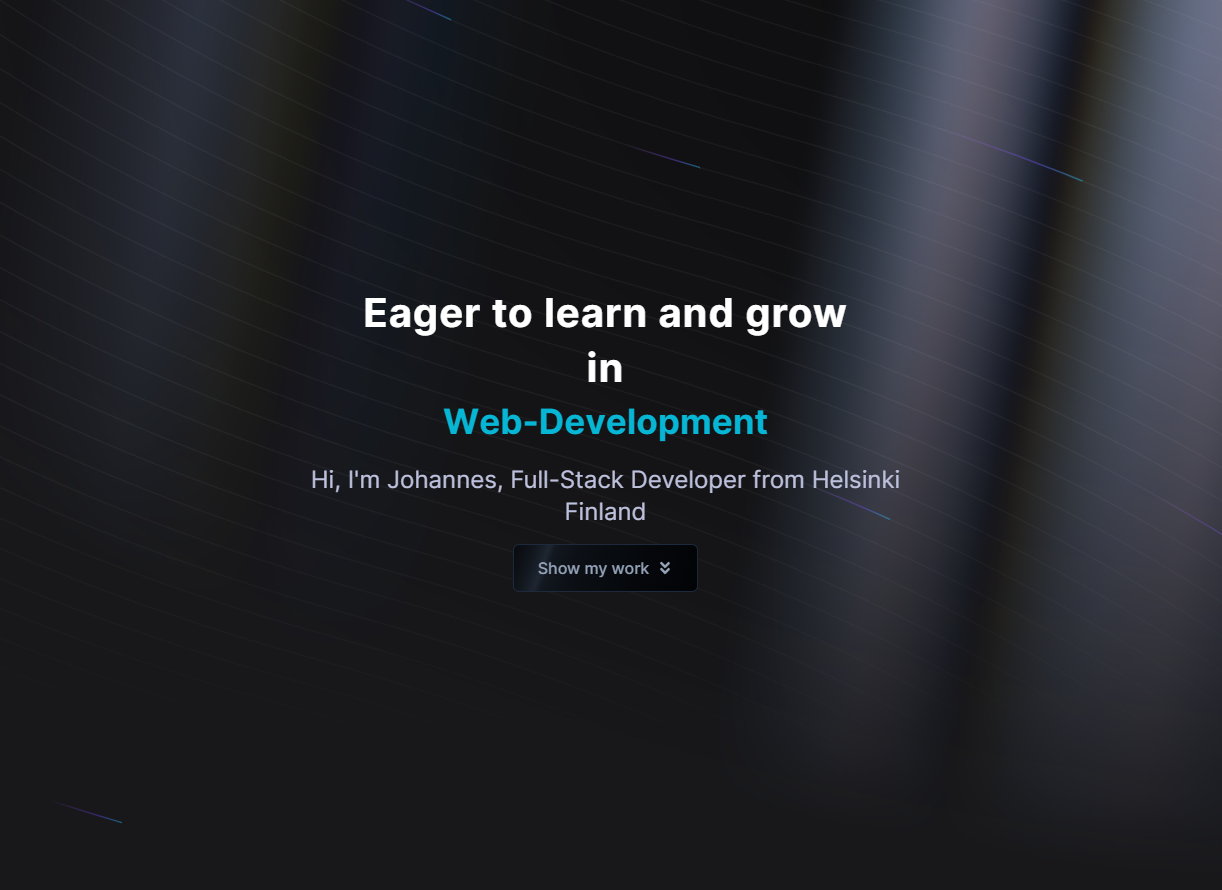 Eager to learn and grow
in
Web-Development
Hi, I'm Johannes, Full-Stack Developer from Helsinki
Finland
Show my work